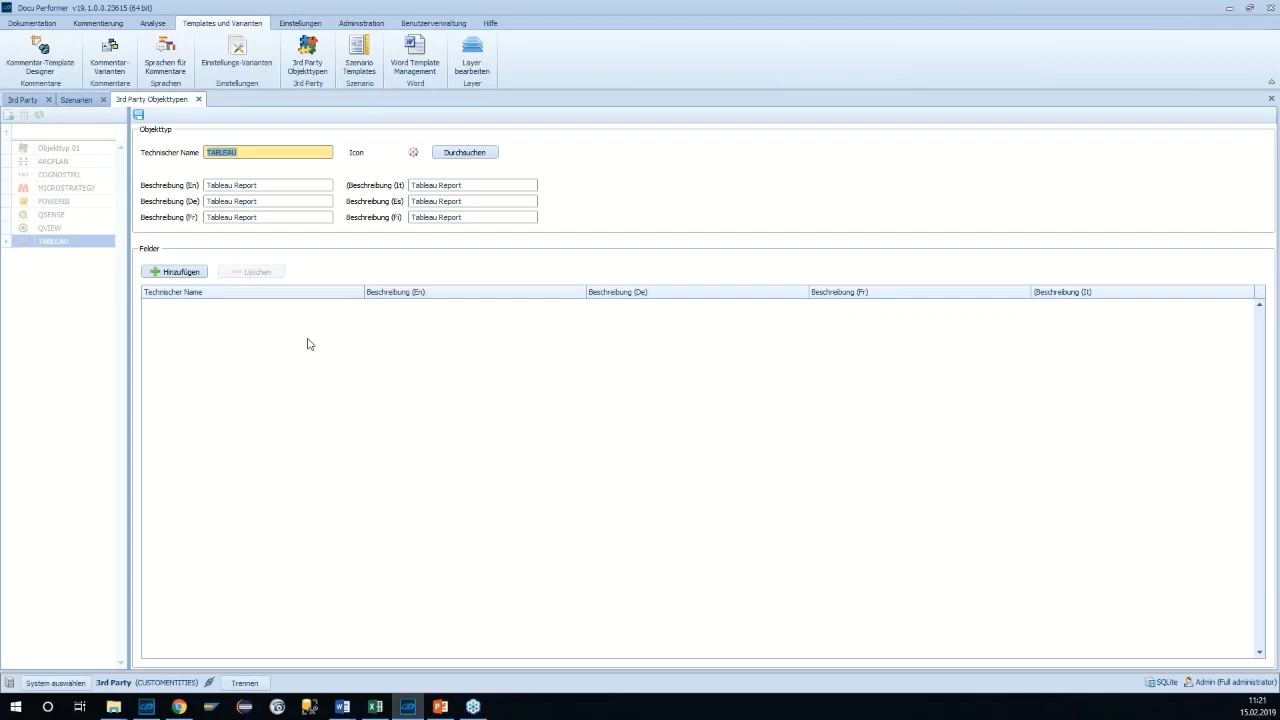 Docu Performer v19.1.0.0.23615 (64 bit)
Dokumentation Kommentierung Analyse Templates und Varianten Einstellungen Administration Benutzerverwaltung Hilfe
Kommentar-Template Designer
Kommentare
Kommentar-Varianten
Kommentare
Sprachen für Kommentare
Sprachen
Einstellungs-Varianten
Einstellungen
3rd Party Objekttypen
3rd Party
Szenario Templates
Szenario
Word Template Management
Word
Layer bearbeiten
Layer
3rd Party Szenarien 3rd Party Objekttypen
Objekttyp 01
ARCPLAN
COGNOSTM1
MICROSTRATEGY
POWERBI
QSENSE
QVIEW
TABLEAU
Objekttyp
Technischer Name TABLEAU Icon Durchsuchen
Beschreibung (En) Tableau Report (Beschreibung (It) Tableau Report
Beschreibung (De) Tableau Report Beschreibung (Es) Tableau Report
Beschreibung (Fr) Tableau Report Beschreibung (Fi) Tableau Report
Felder
Hinzufügen Löschen
Technischer Name Beschreibung (En) Beschreibung (De) Beschreibung (Fr) (Beschreibung (It)
System auswählen 3rd Party (CUSTOMENTITIES) Trennen SQLite Admin (Full administrator)
11:21
15.02.2019